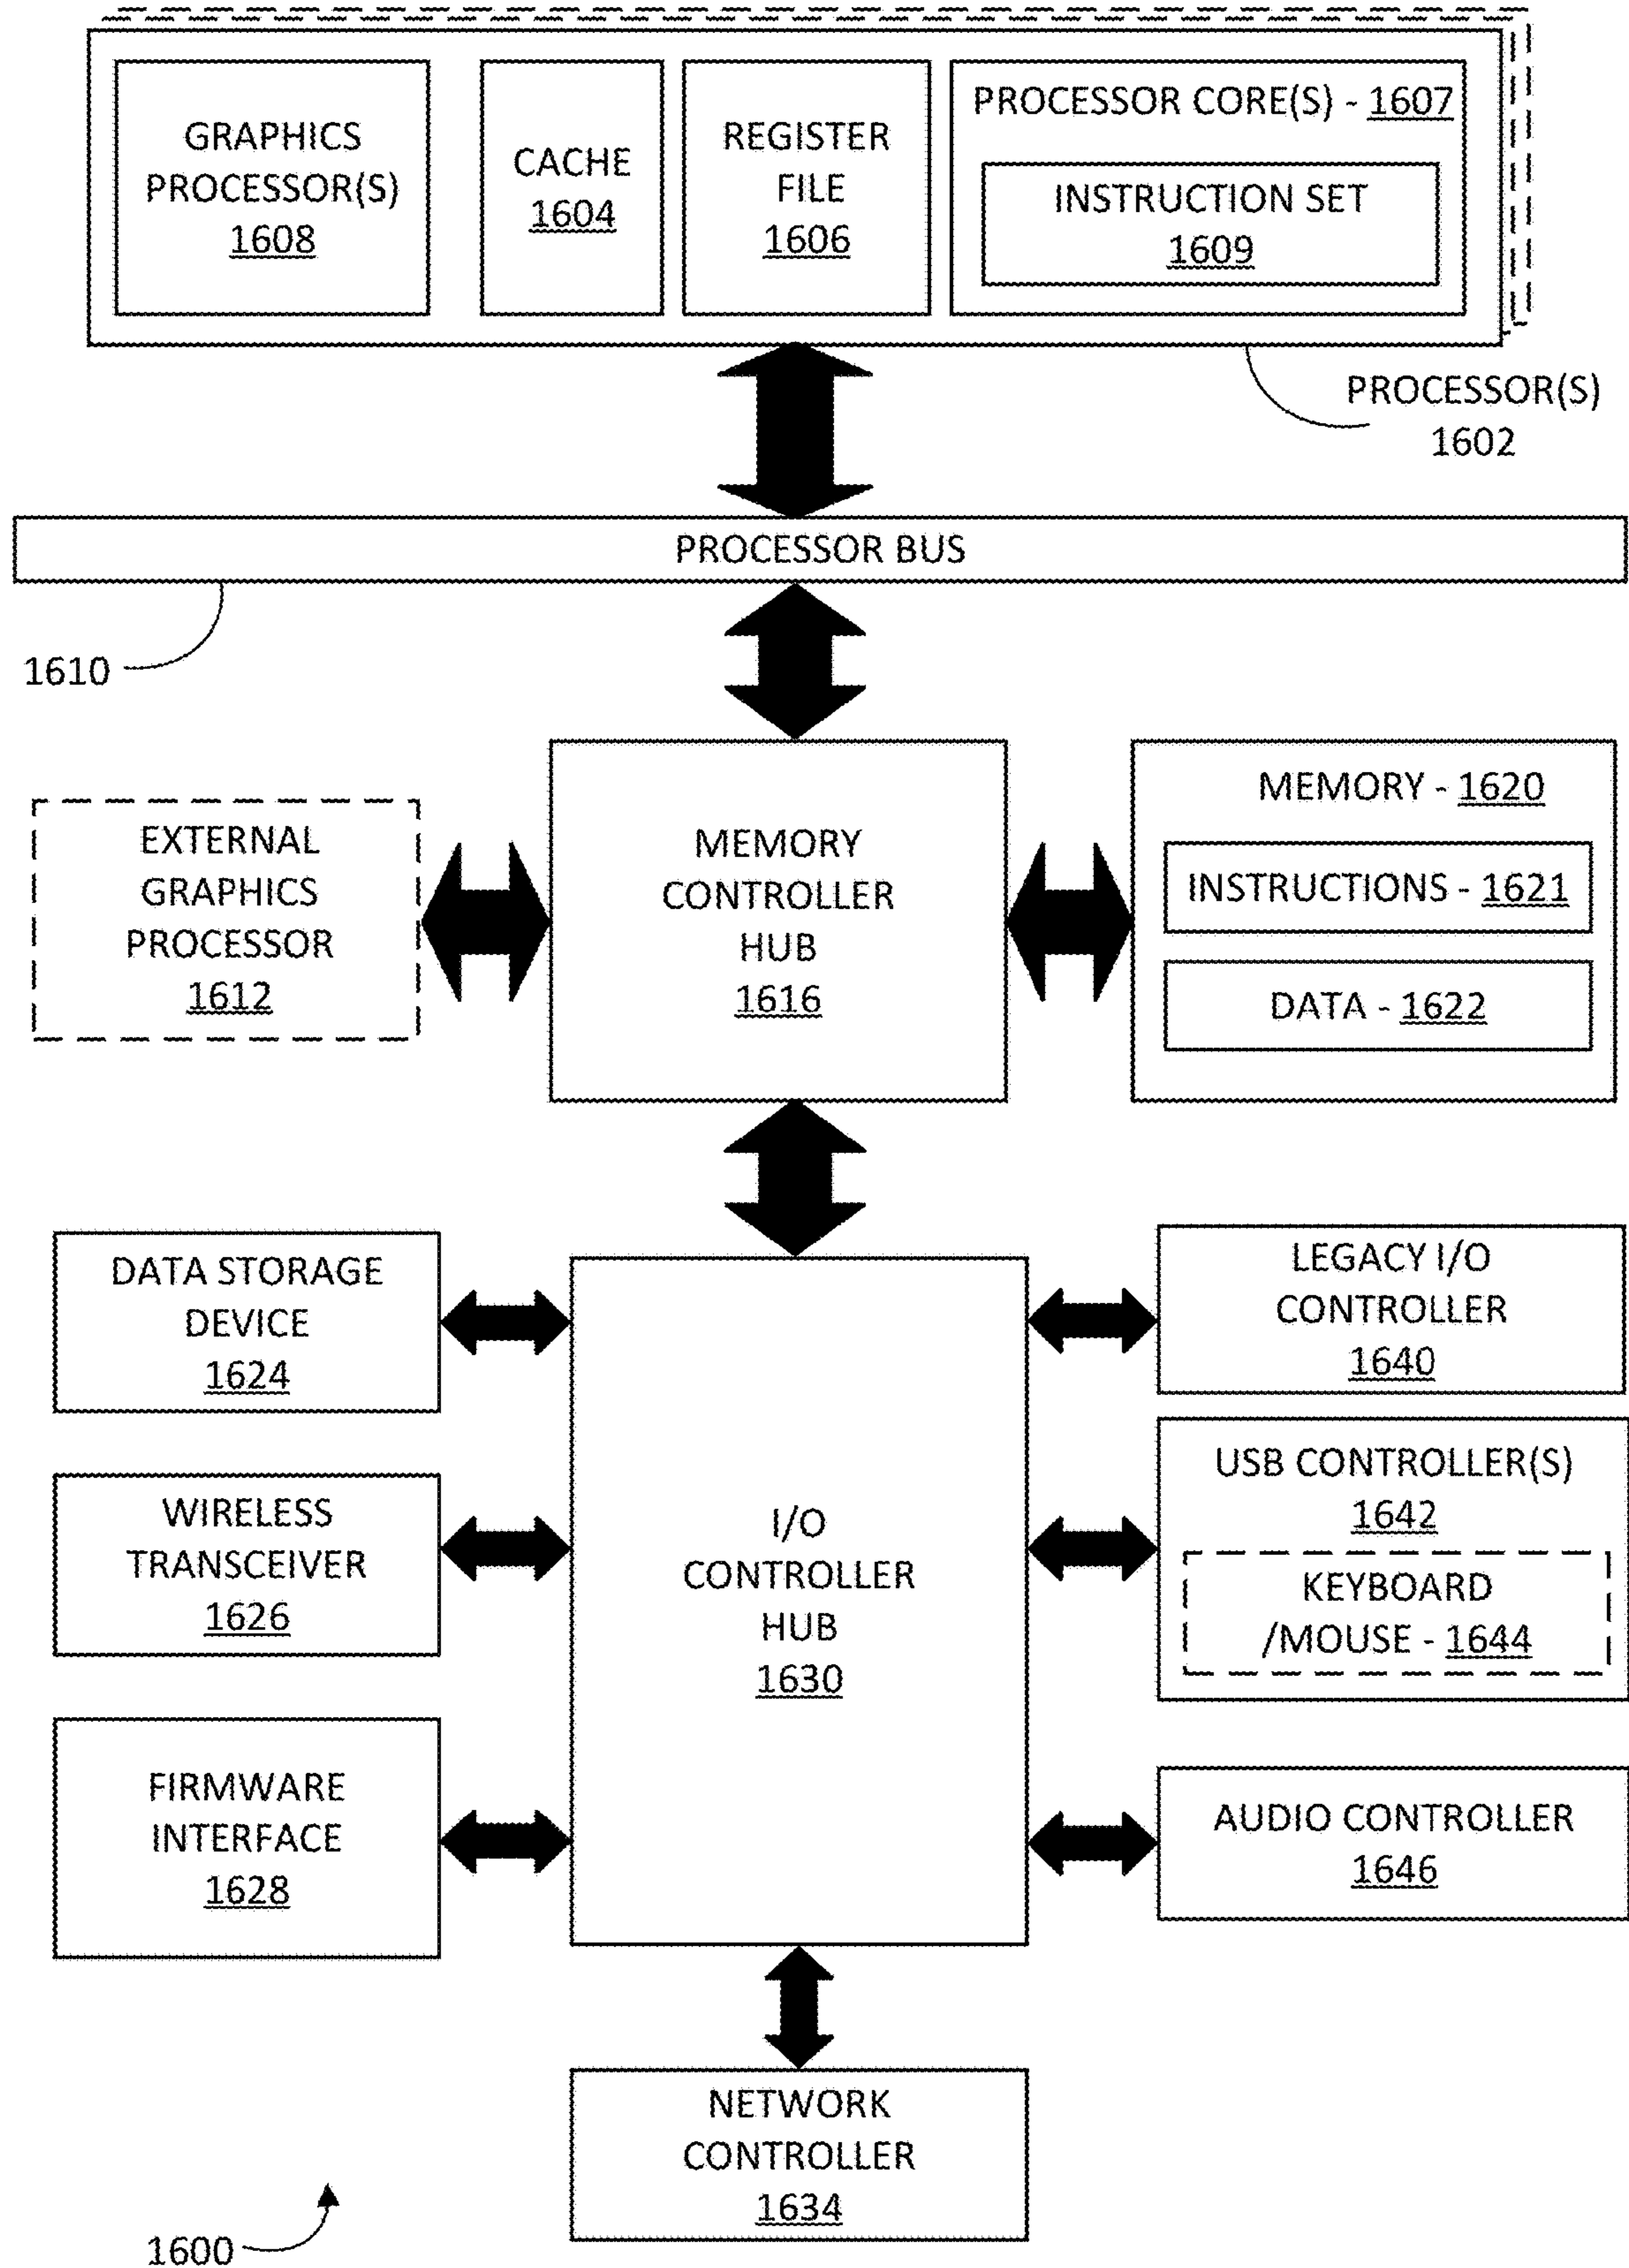 GRAPHICS
PROCESSOR(S)
1608
CACHE
1604
REGISTER
FILE
1606
PROCESSOR CORE(S) - 1607
INSTRUCTION SET
1609
PROCESSOR(S)
1602
PROCESSOR BUS
1610
EXTERNAL
GRAPHICS
PROCESSOR
1612
MEMORY
CONTROLLER
HUB
1616
MEMORY - 1620
INSTRUCTIONS - 1621
DATA - 1622
DATA STORAGE
DEVICE
1624
WIRELESS
TRANSCEIVER
1626
FIRMWARE
INTERFACE
1628
I/O
CONTROLLER
HUB
1630
LEGACY I/O
CONTROLLER
1640
USB CONTROLLER(S)
1642
KEYBOARD
/MOUSE - 1644
AUDIO CONTROLLER
1646
NETWORK
CONTROLLER
1634
1600